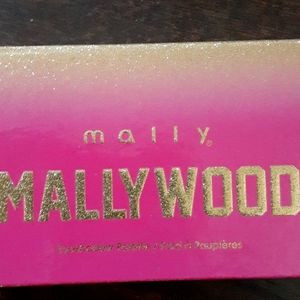 mally®
MALLYWOOD
Eyeshadow Palette / Fard à Paupières